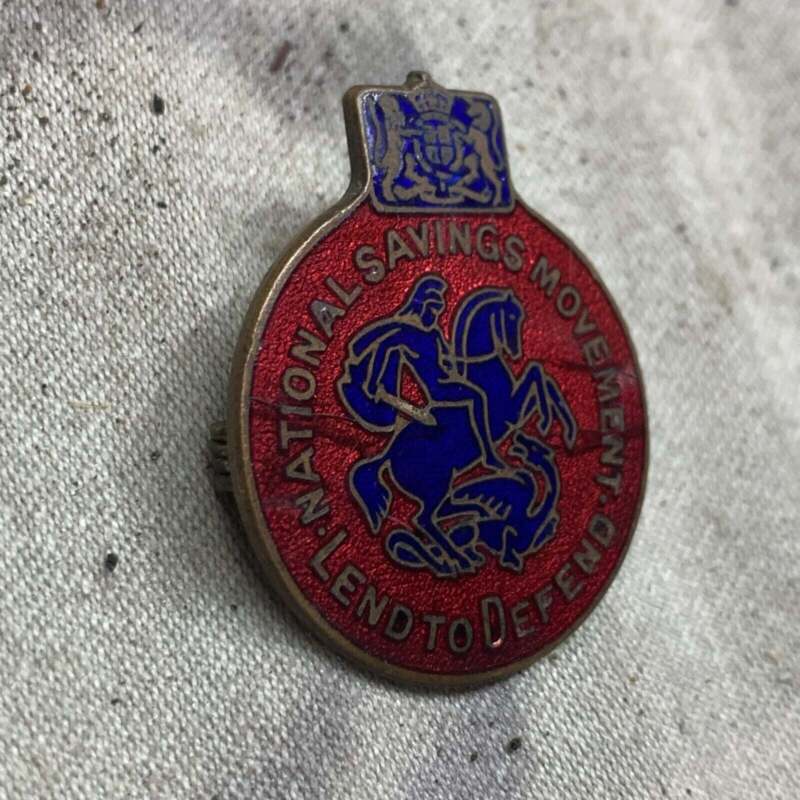 NATIONAL SAVINGS MOVEMENT.
LEND TO DEFEND.